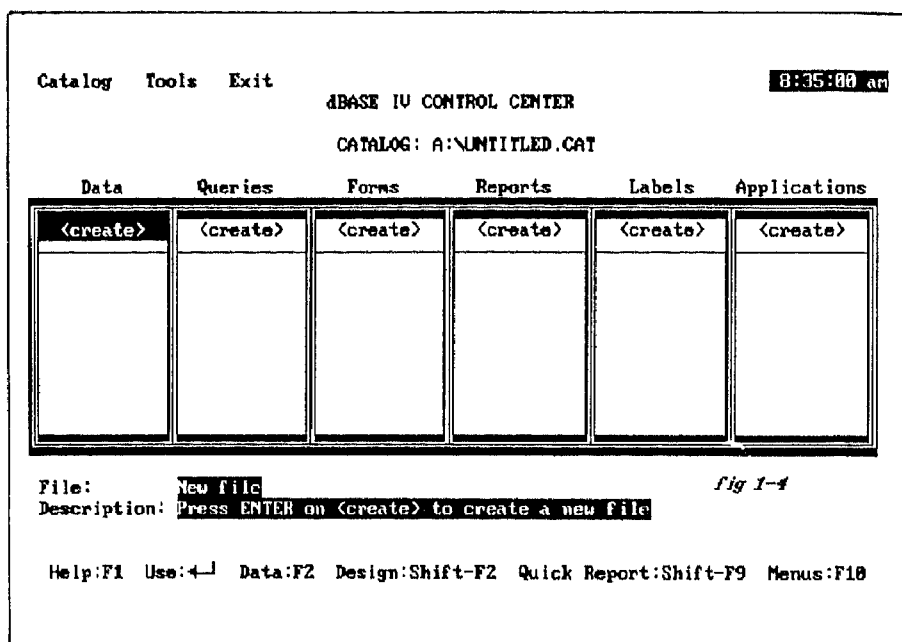 Catalog Tools Exit 8:35:00 am
dBASE IV CONTROL CENTER
CATALOG: A:\UNTITLED.CAT
Data Queries Forms Reports Labels Applications
<create> <create> <create> <create> <create> <create>
File: New file
fig 1-4
Description: Press ENTER on <create> to create a new file
Help:F1 Use:↵ Data:F2 Design:Shift-F2 Quick Report:Shift-F9 Menus:F10